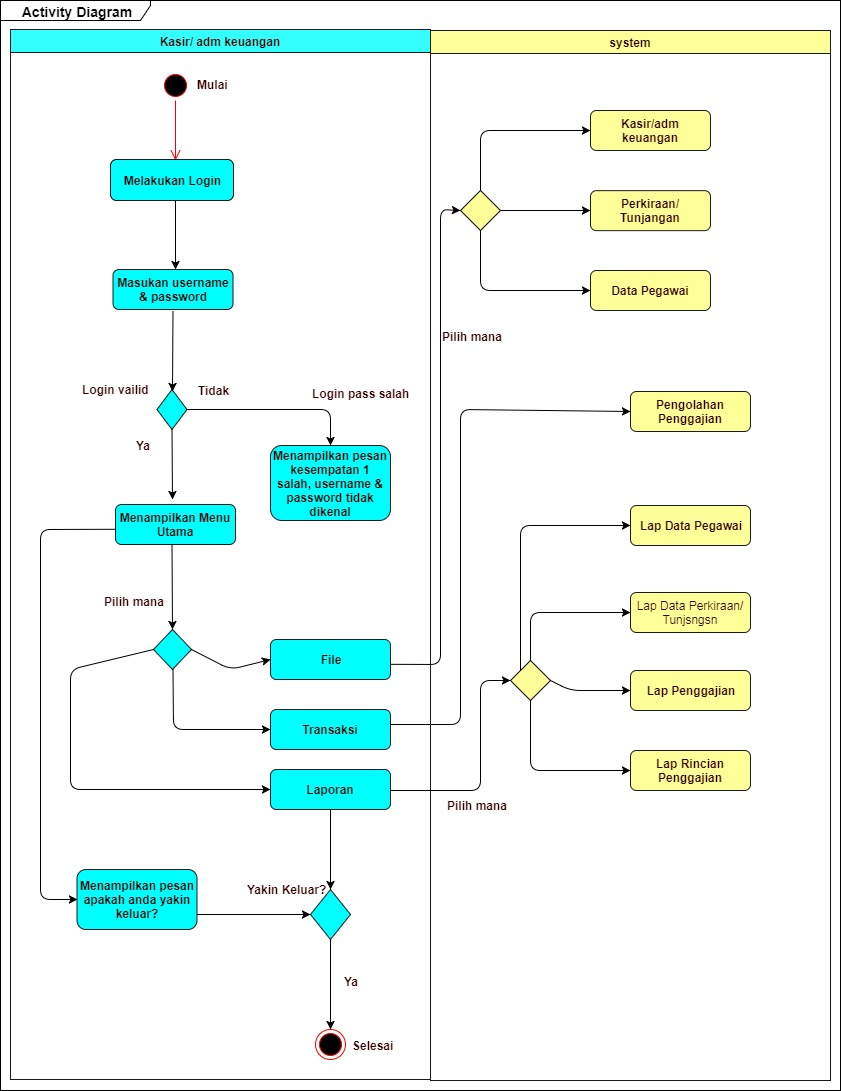 Activity Diagram
Kasir/ adm keuangan
system
Mulai
Melakukan Login
Masukan username
& password
Login vailid
Tidak
Login pass salah
Ya
Menampilkan pesan
kesempatan 1
salah, username &
password tidak
dikenal
Menampilkan Menu
Utama
Pilih mana
File
Transaksi
Laporan
Menampilkan pesan
apakah anda yakin
keluar?
Yakin Keluar?
Ya
Selesai
Kasir/adm
keuangan
Perkiraan/
Tunjangan
Data Pegawai
Pilih mana
Pengolahan
Penggajian
Lap Data Pegawai
Lap Data Perkiraan/
Tunjsngsn
Lap Penggajian
Lap Rincian
Penggajian
Pilih mana